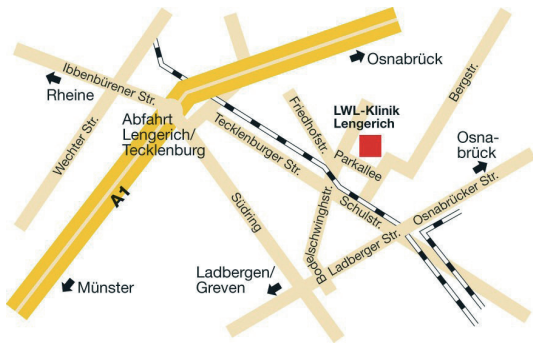 Osnabrück
Ibbenbürener Str.
Rheine
Bergstr.
LWL-Klinik
Lengerich
Friedhofstr.
Abfahrt
Lengerich/
Tecklenburg
Wechter Str.
Tecklenburger Str.
Parkallee
Osna-
brück
A1
Südring
Bodelschwinghstr.
Schulstr.
Osnabrücker Str.
Ladberger Str.
Ladbergen/
Greven
Münster